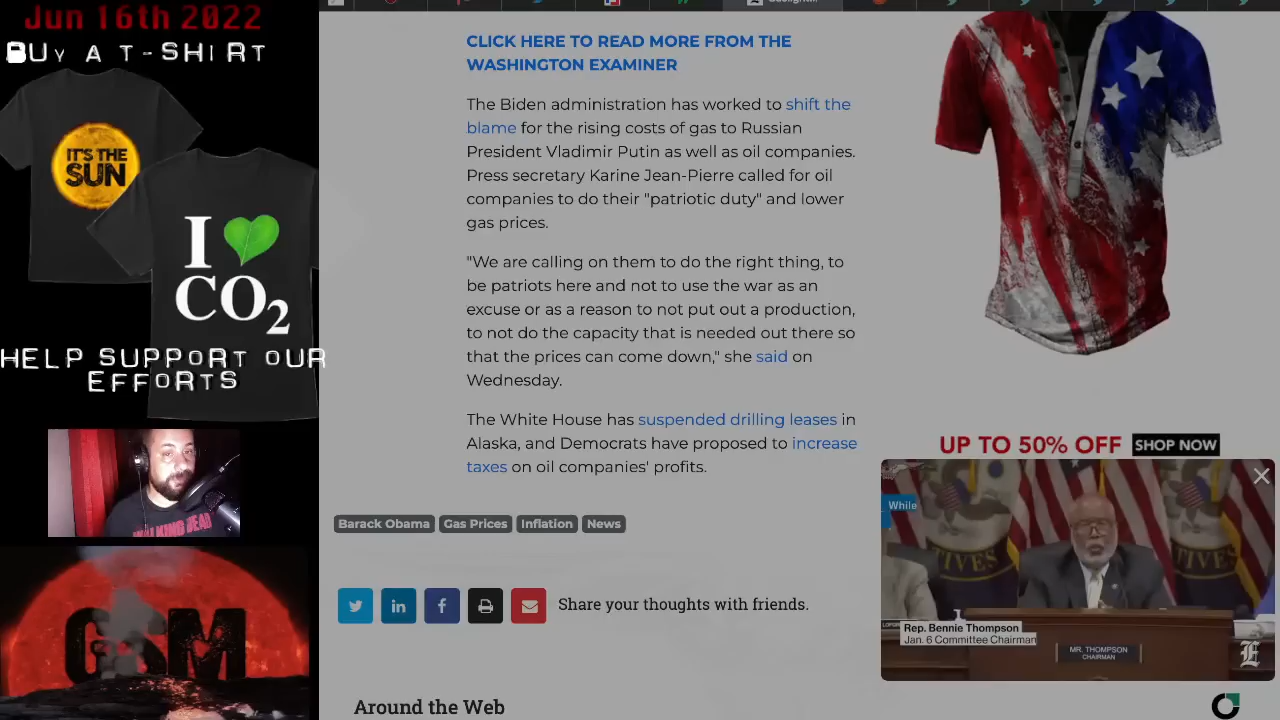 Jun 16th 2022
BUY A T-SHIRT
IT'S THE
SUN
I
CO2
HELP SUPPORT OUR
EFFORTS
WALKING DEAD
GSM
CLICK HERE TO READ MORE FROM THE
WASHINGTON EXAMINER
The Biden administration has worked to shift the
blame for the rising costs of gas to Russian
President Vladimir Putin as well as oil companies.
Press secretary Karine Jean-Pierre called for oil
companies to do their "patriotic duty" and lower
gas prices.
"We are calling on them to do the right thing, to
be patriots here and not to use the war as an
excuse or as a reason to not put out a production,
to not do the capacity that is needed out there so
that the prices can come down," she said on
Wednesday.
The White House has suspended drilling leases in
Alaska, and Democrats have proposed to increase
taxes on oil companies' profits.
Barack Obama Gas Prices Inflation News
Share your thoughts with friends.
Around the Web
UP TO 50% OFF SHOP NOW
While
TIVES
TIVES
Rep. Bennie Thompson
Jan. 6 Committee Chairman
MR. THOMPSON
CHAIRMAN
E